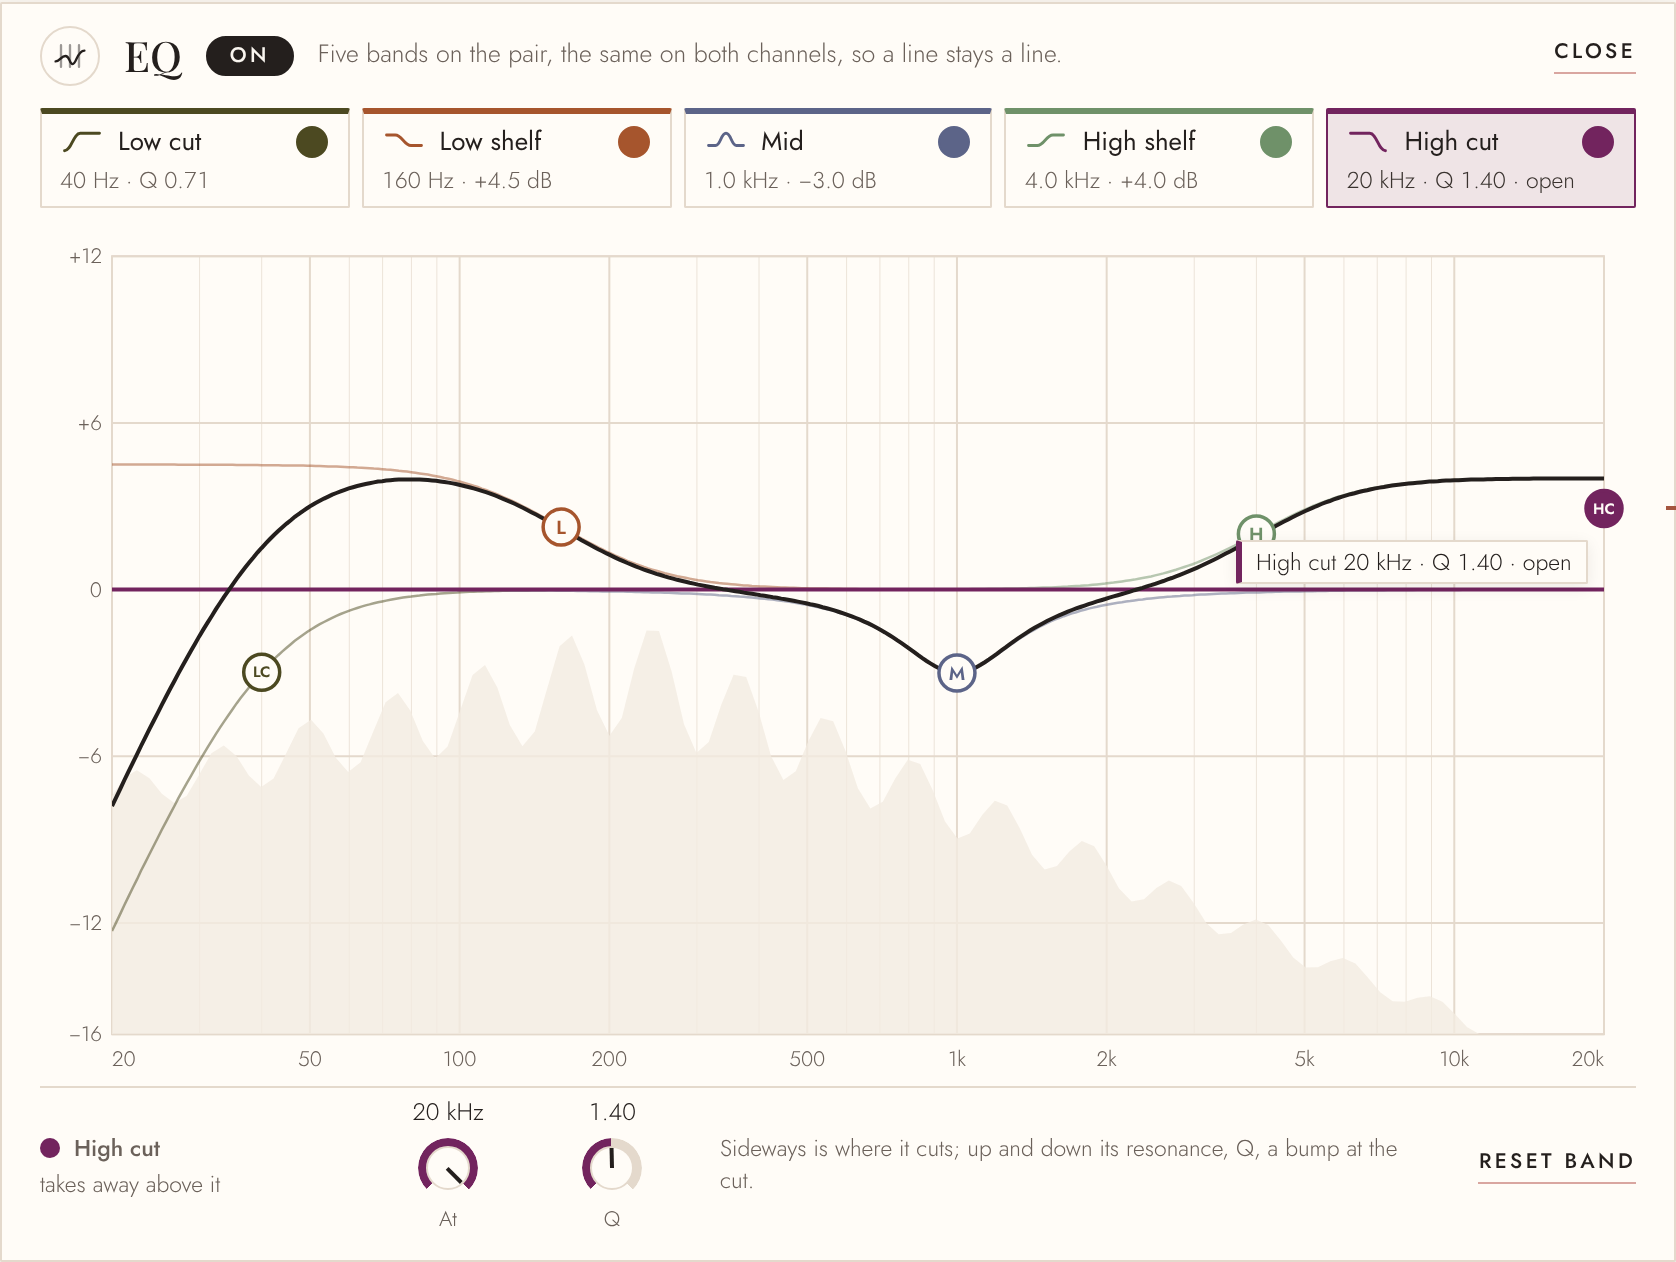 EQ ON Five bands on the pair, the same on both channels, so a line stays a line. CLOSE
Low cut
40 Hz · Q 0.71
Low shelf
160 Hz · +4.5 dB
Mid
1.0 kHz · −3.0 dB
High shelf
4.0 kHz · +4.0 dB
High cut
20 kHz · Q 1.40 · open
+12
+6
0
−6
−12
−16
L
H
HC
High cut 20 kHz · Q 1.40 · open
LC
M
20 50 100 200 500 1k 2k 5k 10k 20k
High cut
takes away above it
20 kHz
At
1.40
Q
Sideways is where it cuts; up and down its resonance, Q, a bump at the
cut.
RESET BAND